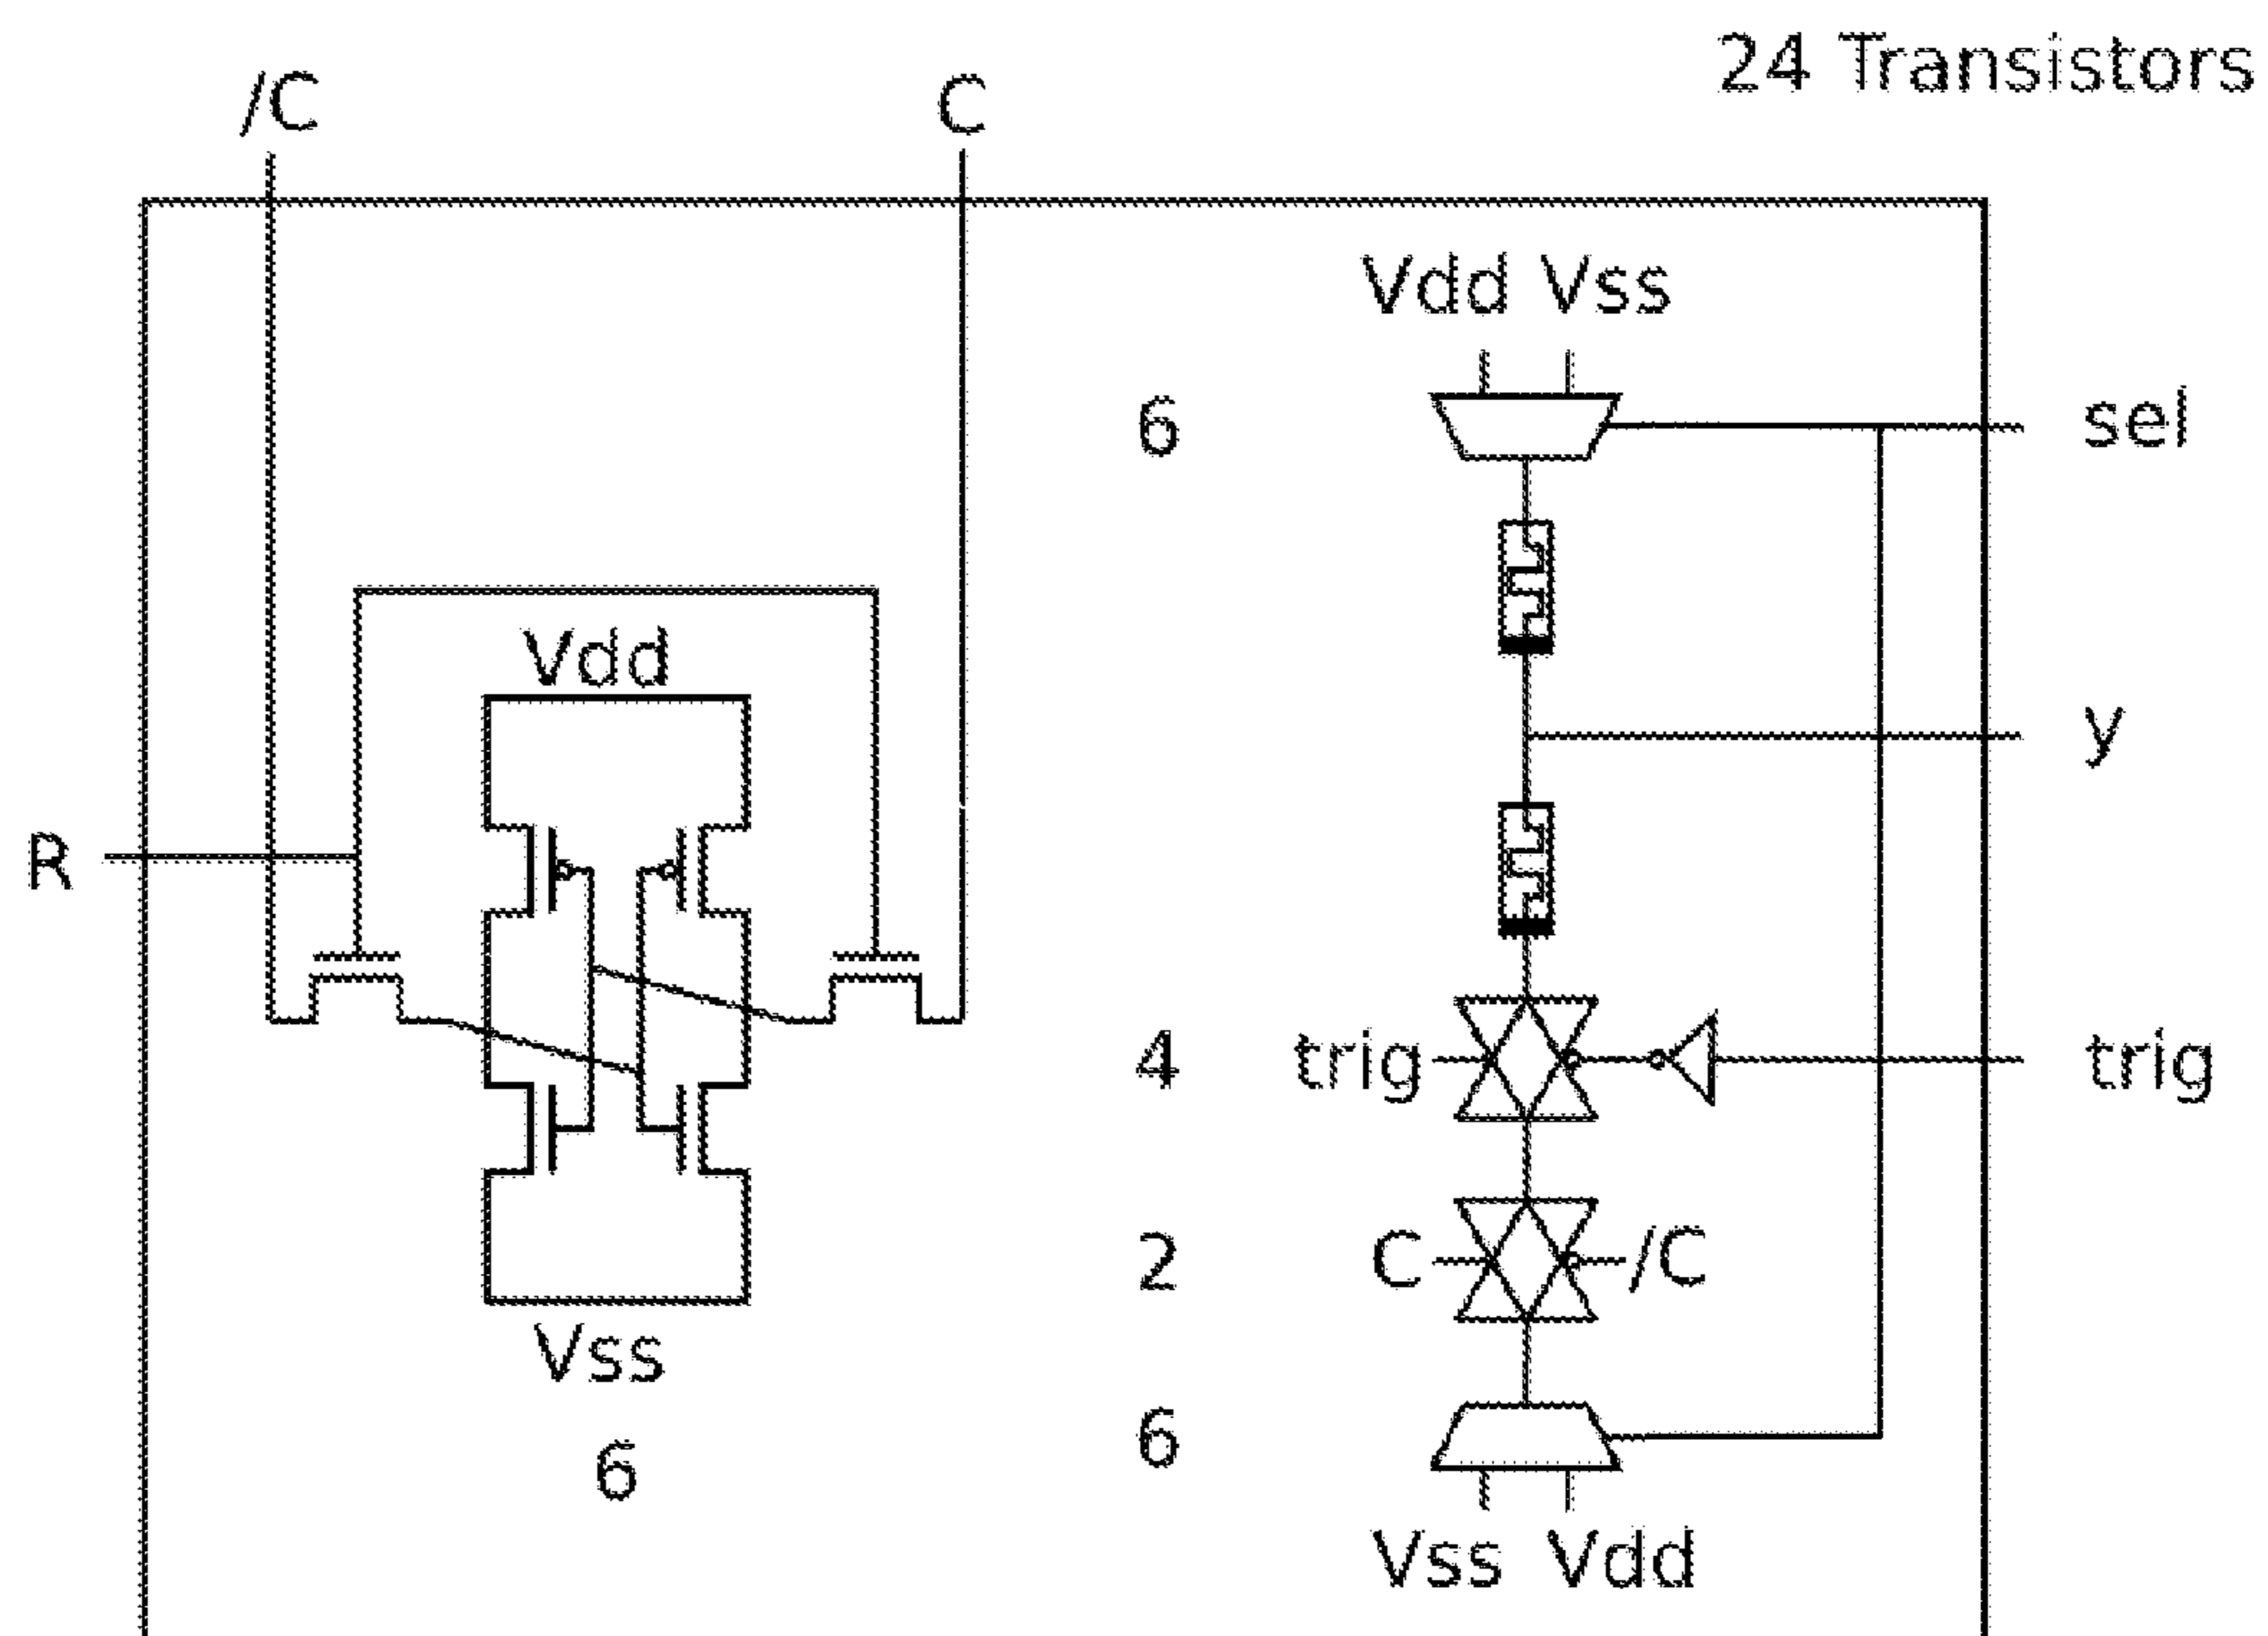 24 Transistors
/C C
Vdd Vss
6 sel
Vdd
y
R
4 trig trig
2 C /C
Vss
6
6
Vss Vdd